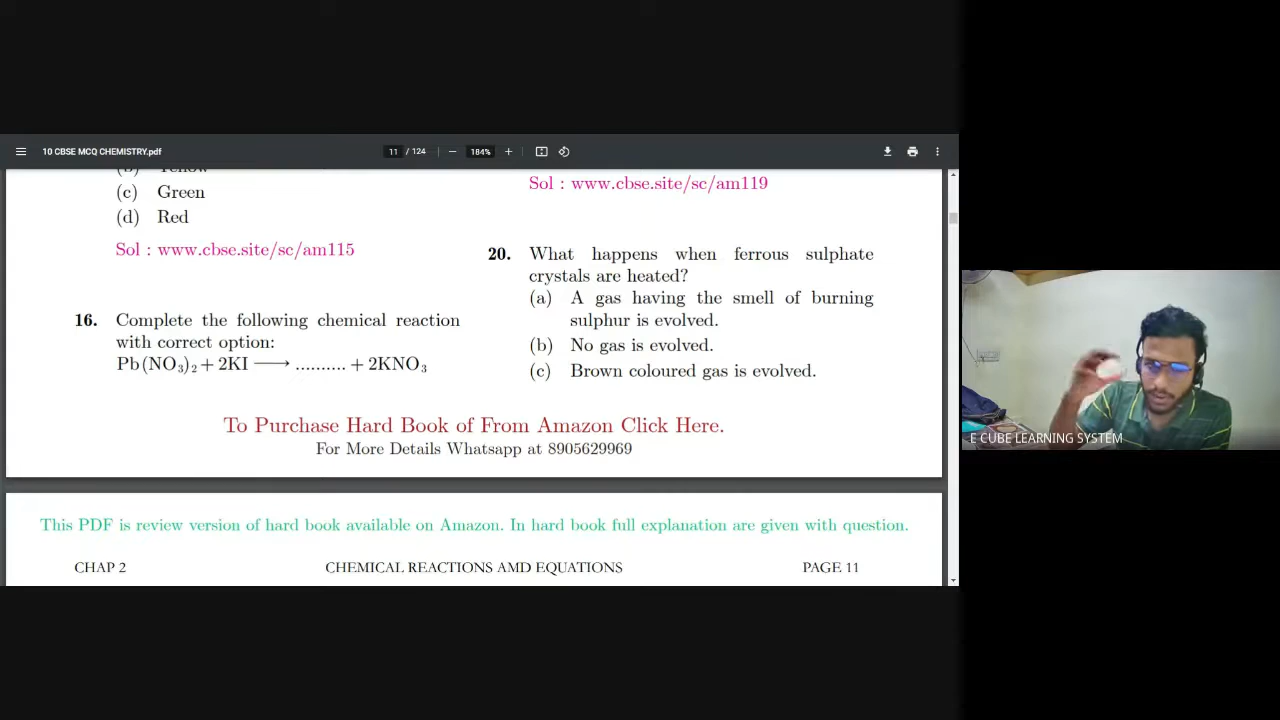 10 CBSE MCQ CHEMISTRY.pdf
11 / 124
184%
(b) Yellow
(c) Green
(d) Red
Sol : www.cbse.site/sc/am115
16. Complete the following chemical reaction
with correct option:
Pb(NO₃)₂ + 2KI ⟶ .......... + 2KNO₃
Sol : www.cbse.site/sc/am119
20. What happens when ferrous sulphate
crystals are heated?
(a) A gas having the smell of burning
sulphur is evolved.
(b) No gas is evolved.
(c) Brown coloured gas is evolved.
To Purchase Hard Book of From Amazon Click Here.
For More Details Whatsapp at 8905629969
This PDF is review version of hard book available on Amazon. In hard book full explanation are given with question.
CHAP 2 CHEMICAL REACTIONS AMD EQUATIONS PAGE 11
E CUBE LEARNING SYSTEM